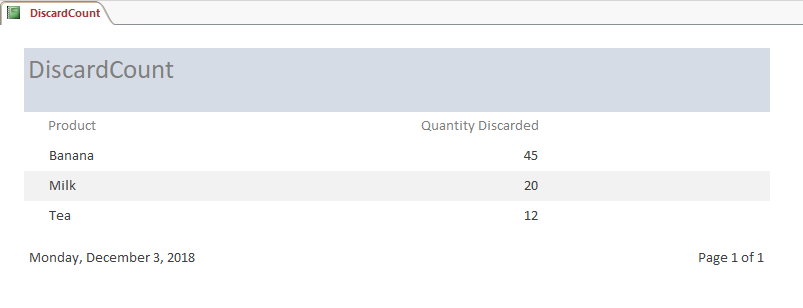 DiscardCount
DiscardCount
Product Quantity Discarded
Banana 45
Milk 20
Tea 12
Monday, December 3, 2018 Page 1 of 1